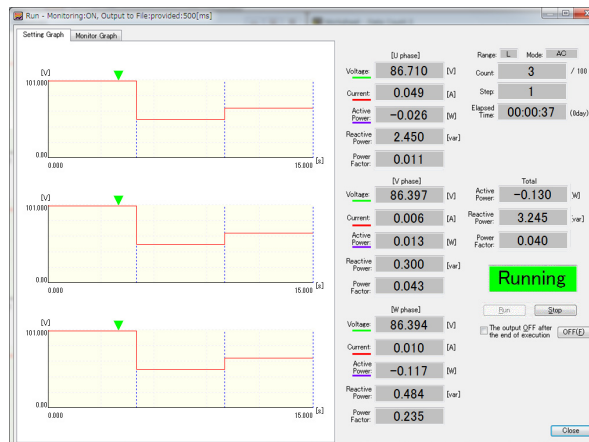 Run - Monitoring:ON, Output to File:provided:500[ms]
Setting Graph
Monitor Graph
[V]
101.000
0.00
0.000
15.000
[s]
[V]
101.000
0.00
0.000
15.000
[s]
[V]
101.000
0.00
0.000
15.000
[s]
[U phase]
Voltage: 86.710 [V]
Current: 0.049 [A]
Active Power: -0.026 [W]
Reactive Power: 2.450 [var]
Power Factor: 0.011
[V phase]
Voltage: 86.397 [V]
Current: 0.006 [A]
Active Power: 0.013 [W]
Reactive Power: 0.300 [var]
Power Factor: 0.043
[W phase]
Voltage: 86.394 [V]
Current: 0.010 [A]
Active Power: -0.117 [W]
Reactive Power: 0.484 [var]
Power Factor: 0.235
Range: L Mode: AC
Count: 3 / 100
Step: 1
Elapsed Time: 00:00:37 (0day)
Total
Active Power: -0.130 [W]
Reactive Power: 3.245 [var]
Power Factor: 0.040
Running
Run
Stop
The output OFF after
the end of execution
OFF(F)
Close